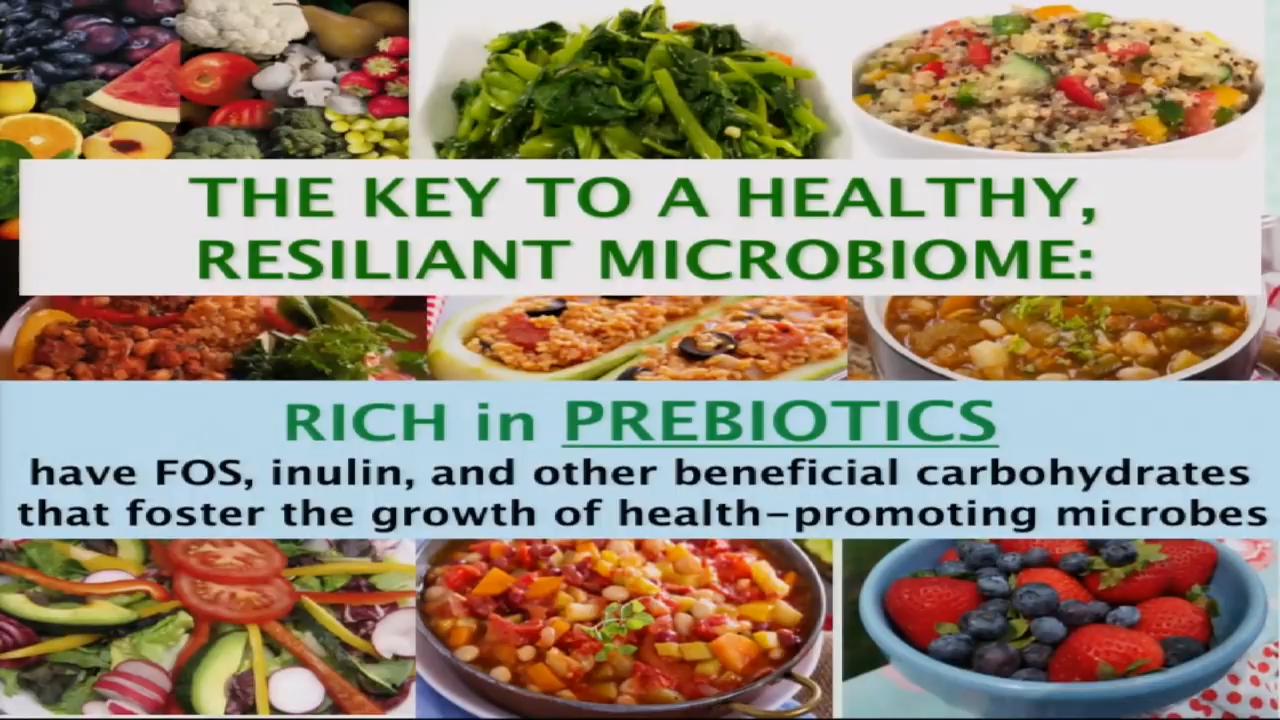 THE KEY TO A HEALTHY,
RESILIANT MICROBIOME:
RICH in PREBIOTICS
have FOS, inulin, and other beneficial carbohydrates
that foster the growth of health-promoting microbes